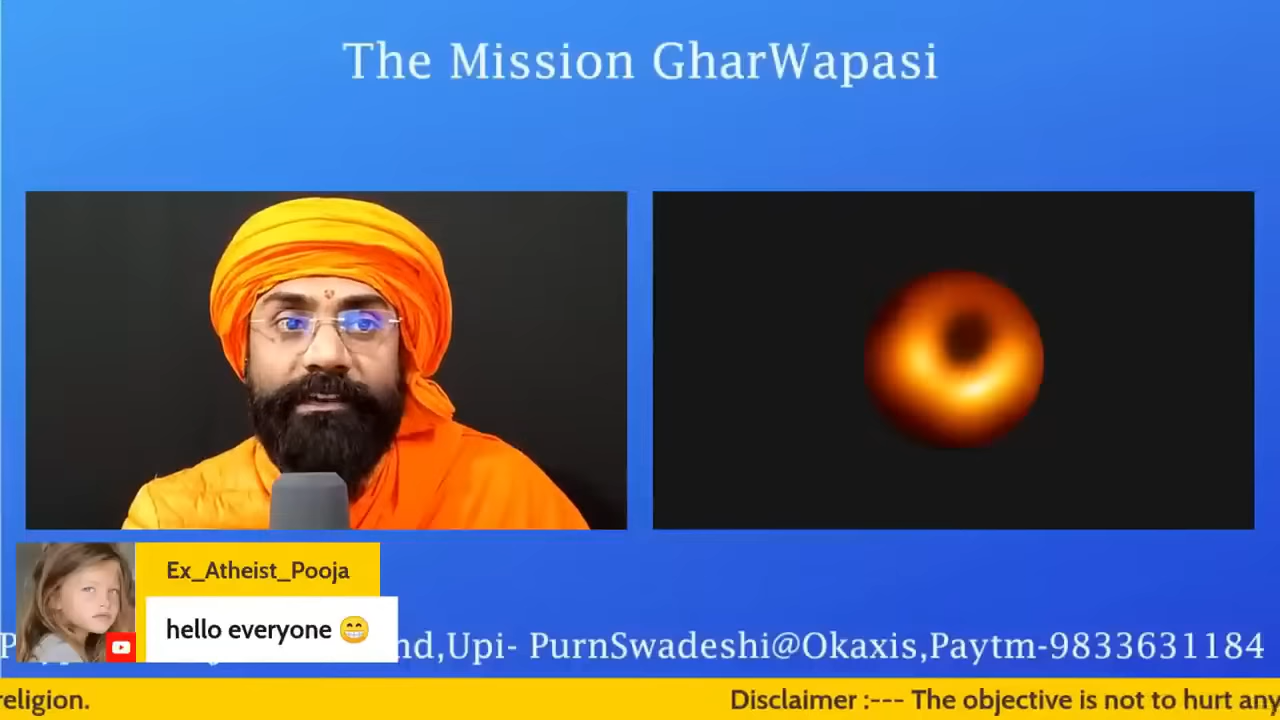 The Mission GharWapasi
Ex_Atheist_Pooja
hello everyone 😁
nd,Upi- PurnSwadeshi@Okaxis,Paytm-9833631184
religion.
Disclaimer :--- The objective is not to hurt any